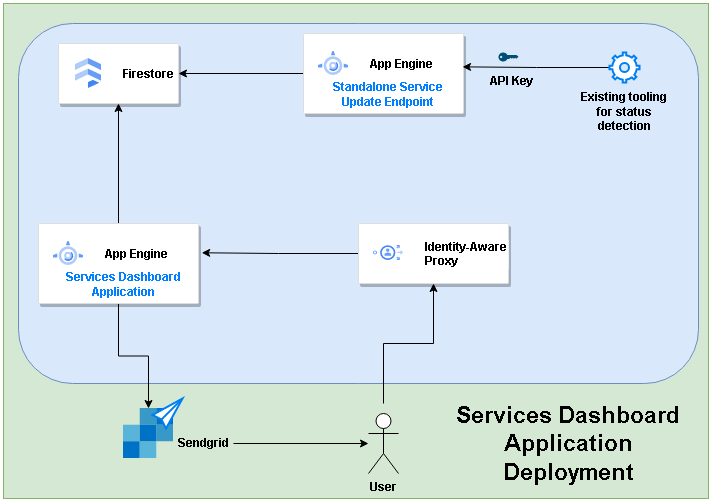 Firestore
App Engine
Standalone Service
Update Endpoint
API Key
Existing tooling
for status
detection
App Engine
Services Dashboard
Application
Identity-Aware
Proxy
Sendgrid
User
Services Dashboard
Application
Deployment